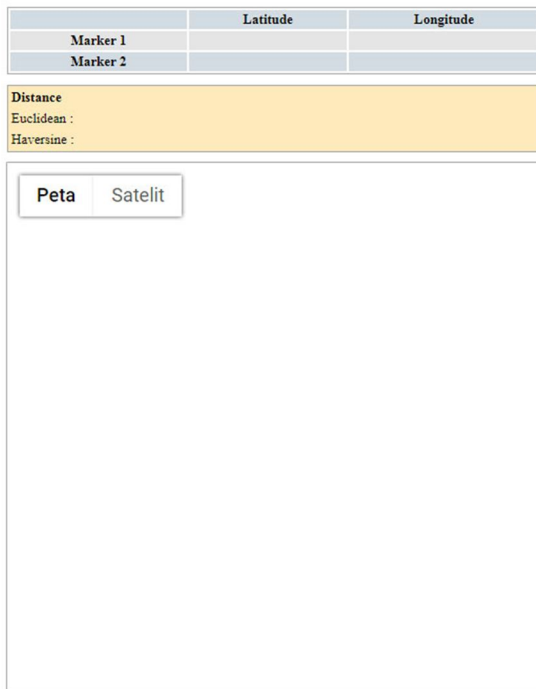 Latitude Longitude
Marker 1
Marker 2
Distance
Euclidean :
Haversine :
Peta Satelit